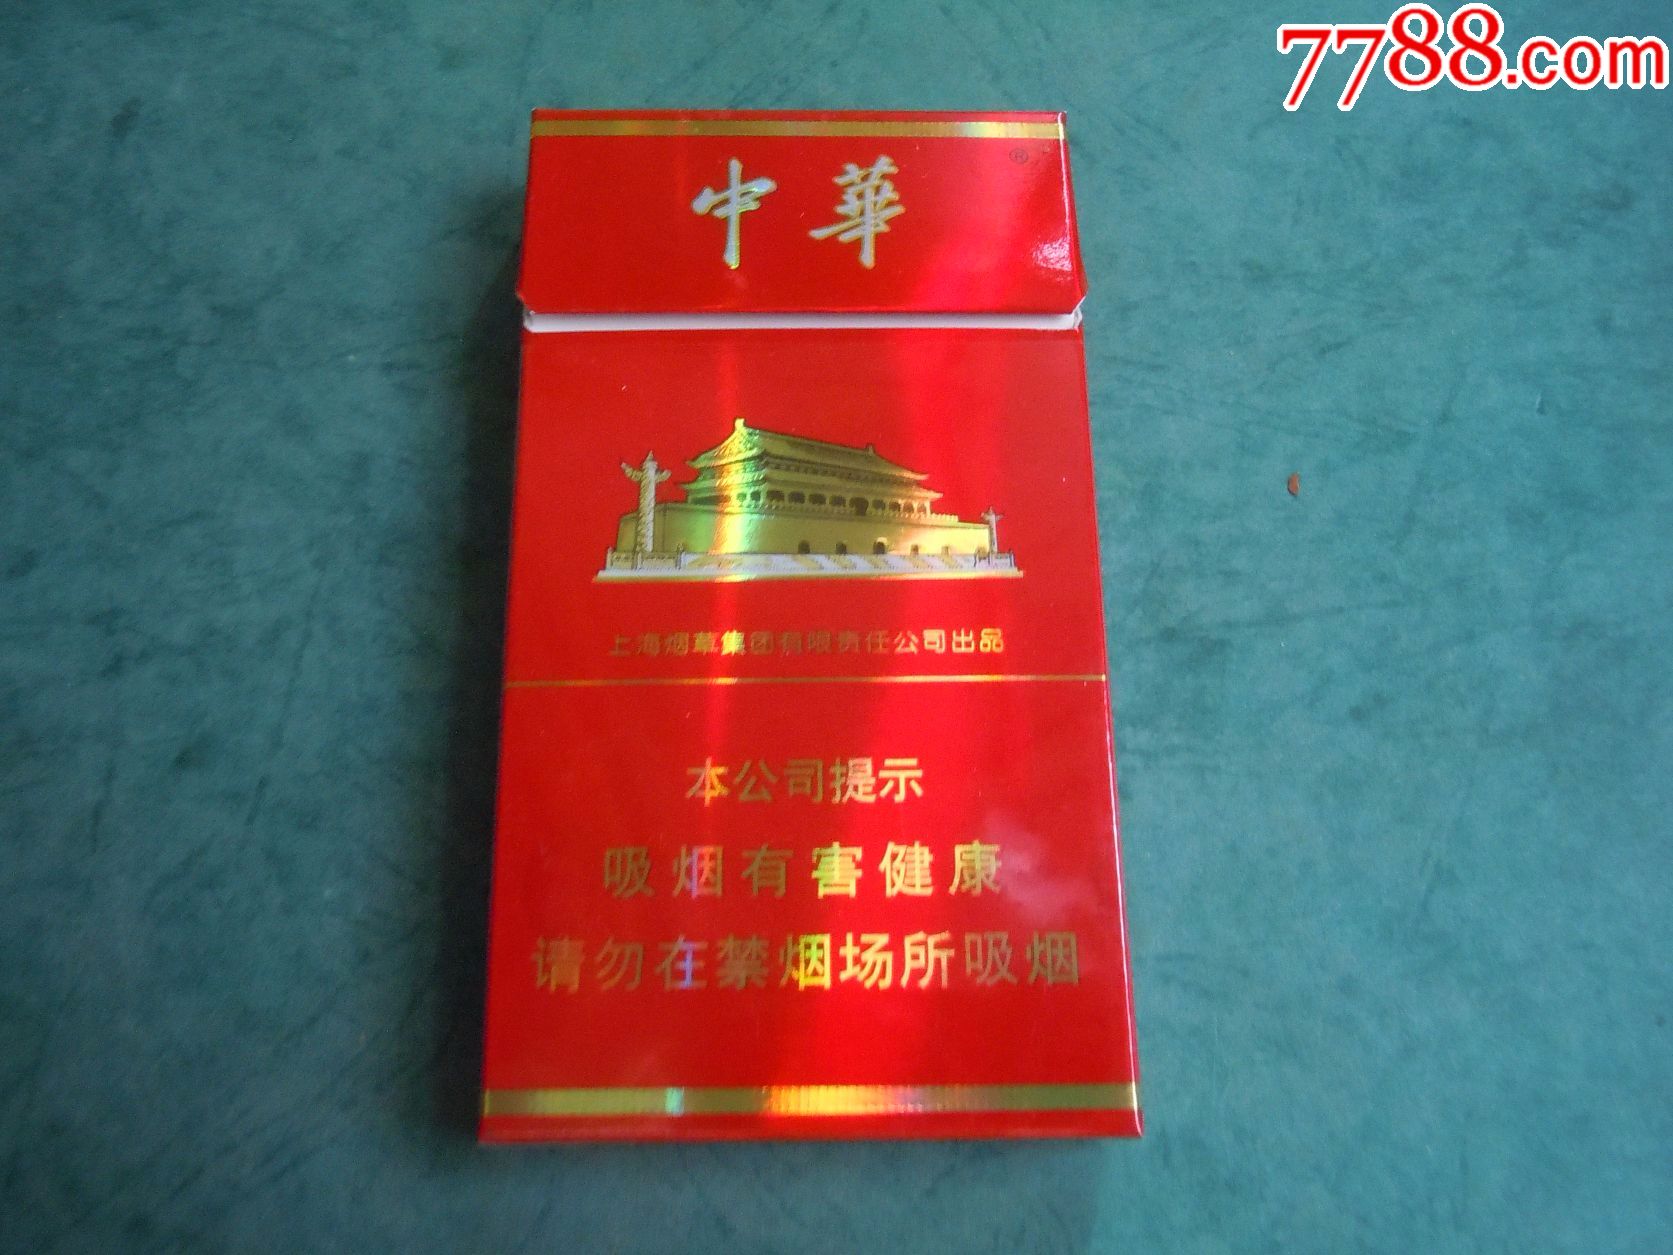 7788.com
中華
®
上海烟草集团有限责任公司出品
本公司提示
吸烟有害健康
请勿在禁烟场所吸烟